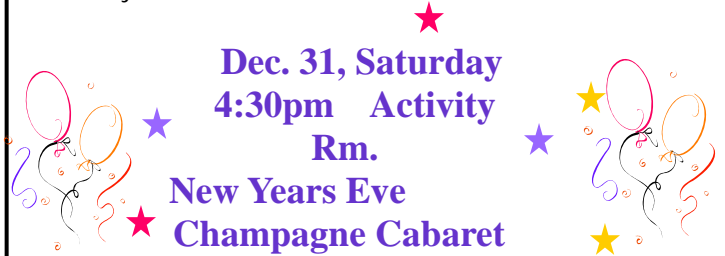 Dec. 31, Saturday
4:30pm    Activity
Rm.
New Years Eve
Champagne Cabaret